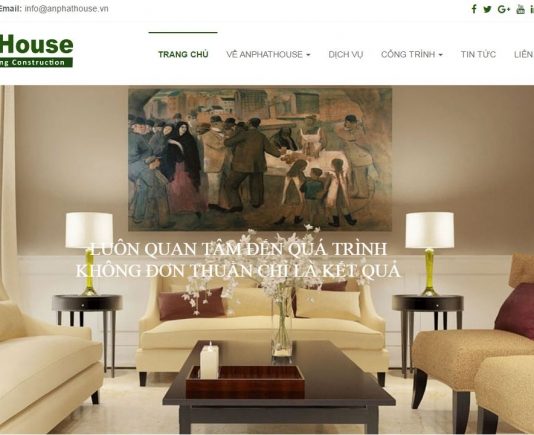 Email: info@anphathouse.vn
House
ng Construction
TRANG CHỦ VỀ ANPHATHOUSE DỊCH VỤ CÔNG TRÌNH TIN TỨC LIÊN
LUÔN QUAN TÂM ĐẾN QUÁ TRÌNH
KHÔNG ĐƠN THUẦN CHỈ LÀ KẾT QUẢ